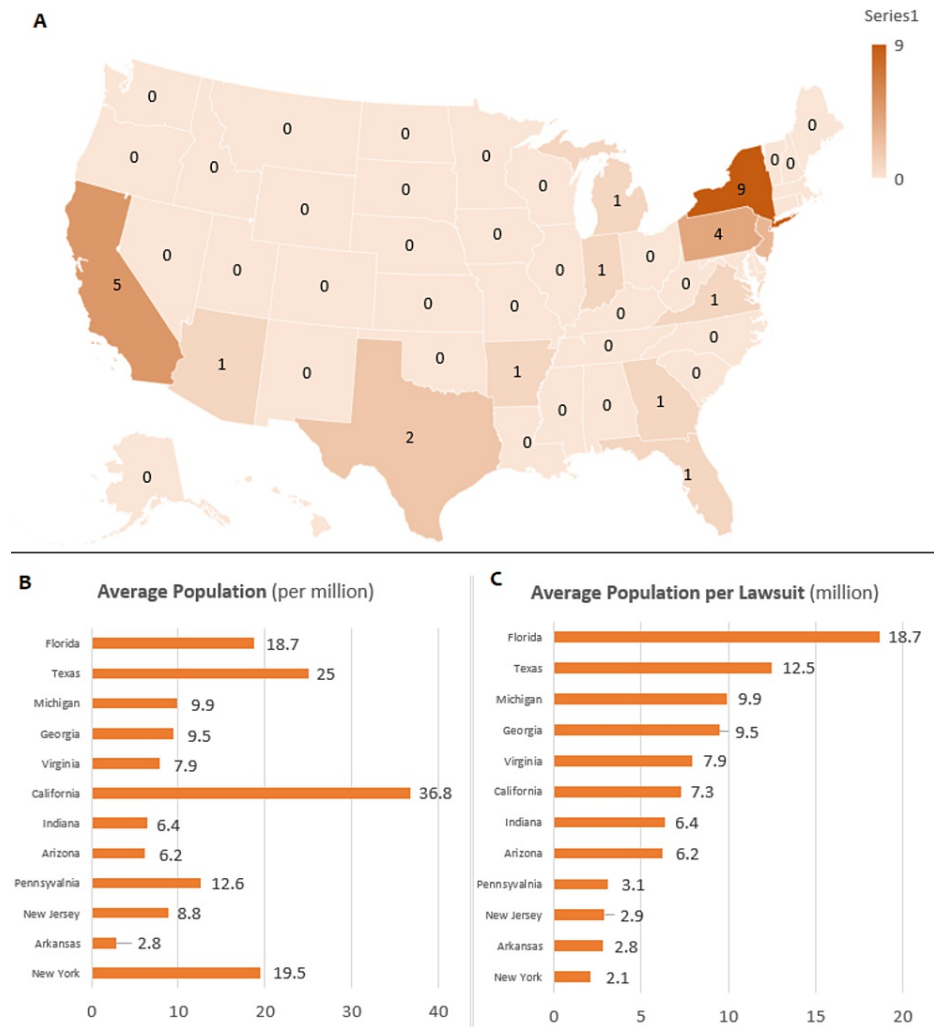 A
Series1
9
0
0
0
0
0
0
0
0
0
0
0
0
0
0
1
9
0
0
0
4
0
0
0
0
0
1
0
0
1
5
0
0
0
0
0
0
1
0
0
1
0
0
1
0
2
0
0
1
0
1
B
Average Population (per million)
Florida 18.7
Texas 25
Michigan 9.9
Georgia 9.5
Virginia 7.9
California 36.8
Indiana 6.4
Arizona 6.2
Pennsyvalnia 12.6
New Jersey 8.8
Arkansas 2.8
New York 19.5
0 10 20 30 40
C
Average Population per Lawsuit (million)
Florida 18.7
Texas 12.5
Michigan 9.9
Georgia 9.5
Virginia 7.9
California 7.3
Indiana 6.4
Arizona 6.2
Pennsyvalnia 3.1
New Jersey 2.9
Arkansas 2.8
New York 2.1
0 5 10 15 20